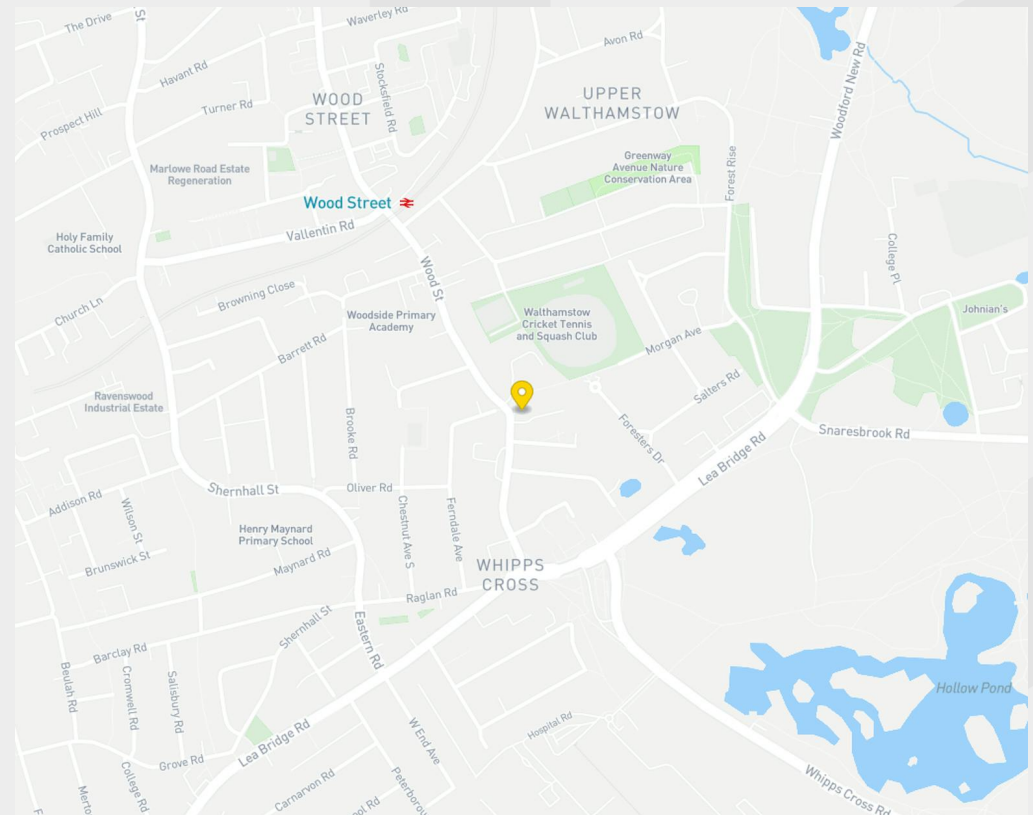 The Drive
St
Waverley Rd
Avon Rd
Woodford New Rd
Havant Rd
Stocksfield Rd
WOOD
STREET
UPPER
WALTHAMSTOW
Turner Rd
Prospect Hill
Marlowe Road Estate
Regeneration
Greenway
Avenue Nature
Conservation Area
Forest Rise
Wood Street
Vallentin Rd
Holy Family
Catholic School
College Pl
Wood St
Browning Close
Church Ln
Woodside Primary
Academy
Walthamstow
Cricket Tennis
and Squash Club
Johnian's
Barrett Rd
Morgan Ave
Ravenswood
Industrial Estate
Salters Rd
Brooke Rd
Foresters Dr
Snaresbrook Rd
Lea Bridge Rd
Shernhall St
Oliver Rd
Addison Rd
Wilson St
Chestnut Ave S
Ferndale Ave
Henry Maynard
Primary School
Brunswick St
Maynard Rd
WHIPPS
CROSS
Raglan Rd
Shernhall St
Eastern Rd
Barclay Rd
Beulah Rd
Cromwell Rd
Salisbury Rd
Hollow Pond
Hospital Rd
Lea Bridge Rd
W End Ave
Grove Rd
College Rd
Carnarvon Rd
Peterborou
Whipps Cross Rd
Merto
ool Rd
F